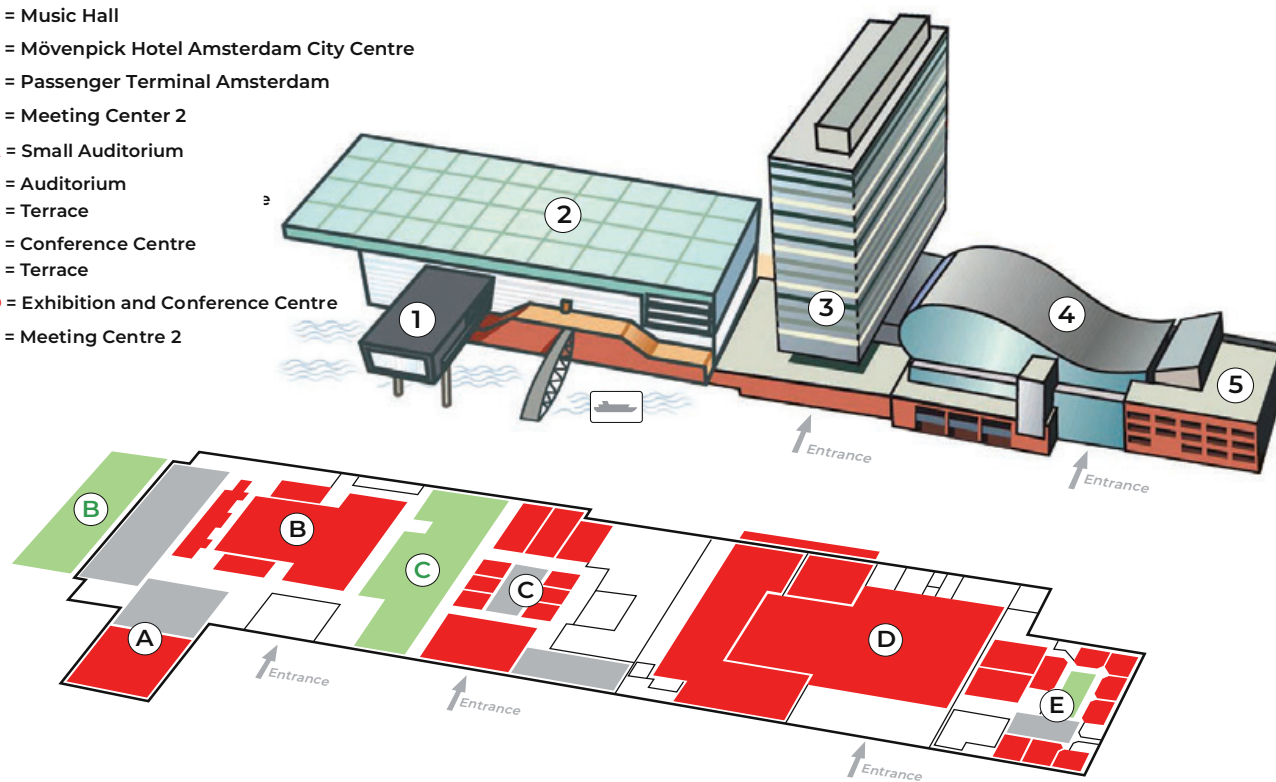 = Music Hall
= Mövenpick Hotel Amsterdam City Centre
= Passenger Terminal Amsterdam
= Meeting Center 2
= Small Auditorium
= Auditorium
= Terrace
= Conference Centre
= Terrace
= Exhibition and Conference Centre
= Meeting Centre 2
2
1
3
4
5
Entrance
Entrance
B
B
C
C
A
D
E
Entrance
Entrance
Entrance